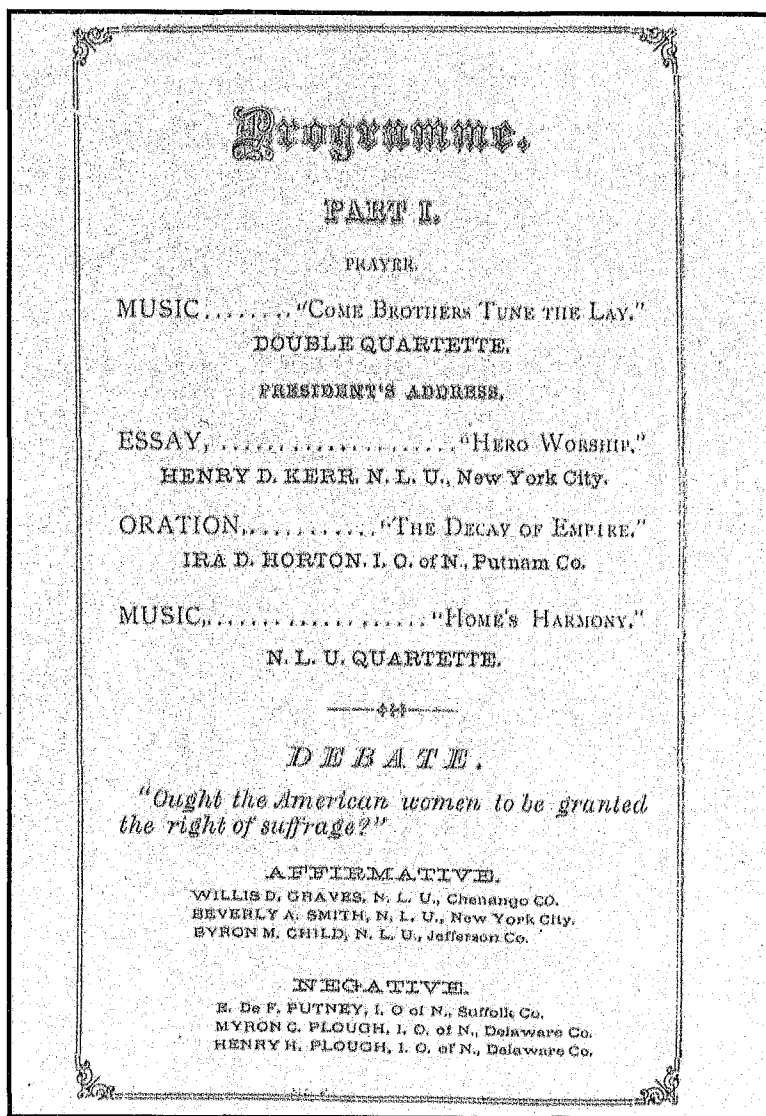 Programme.
PART I.
PRAYER.
MUSIC........"COME BROTHERS TUNE THE LAY."
DOUBLE QUARTETTE.
PRESIDENT'S ADDRESS.
ESSAY,...................."HERO WORSHIP."
HENRY D. KERR. N. L. U., New York City.
ORATION,..........."THE DECAY OF EMPIRE."
IRA D. HORTON. I. O. of N., Putnam Co.
MUSIC,..................."HOME'S HARMONY."
N. L. U. QUARTETTE.
DEBATE.
"Ought the American women to be granted
the right of suffrage?"
AFFIRMATIVE.
WILLIS D. GRAVES, N. L. U., Chenango CO.
BEVERLY A. SMITH, N. L. U., New York City.
BYRON M. CHILD, N. L. U., Jefferson Co.
NEGATIVE.
E. De F. PUTNEY, I. O of N., Suffolk Co.
MYRON C. PLOUGH, I. O. of N., Delaware Co.
HENRY H. PLOUGH, I. O. of N., Delaware Co.